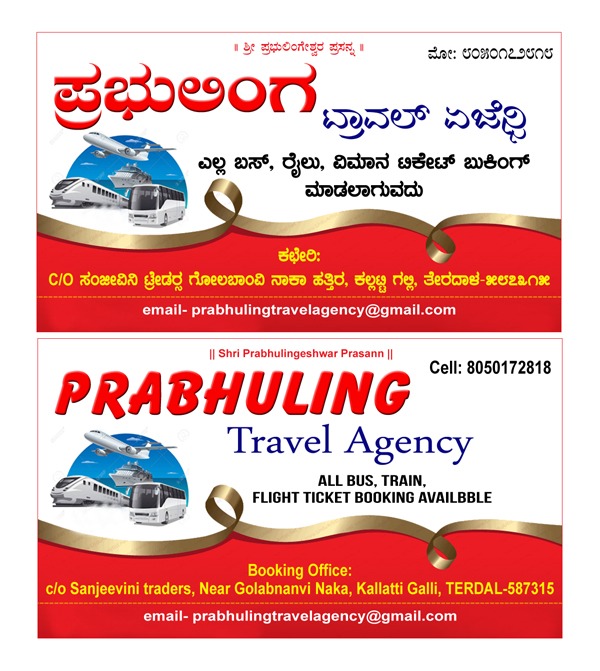 ॥ ಶ್ರೀ ಪ್ರಭುಲಿಂಗೇಶ್ವರ ಪ್ರಸನ್ನ ॥
ಮೋ: ೮೦೫೦೧೭೨೮೧೮
ಪ್ರಭುಲಿಂಗ
ಟ್ರಾವಲ್ ಏಜೆನ್ಸಿ
ಎಲ್ಲ ಬಸ್, ರೈಲು, ವಿಮಾನ ಟಿಕೇಟ್ ಬುಕಿಂಗ್
ಮಾಡಲಾಗುವದು
ಕಛೇರಿ:
C/O ಸಂಜೀವಿನಿ ಟ್ರೇಡರ್‍ಸ ಗೋಲಬಾಂವಿ ನಾಕಾ ಹತ್ತಿರ, ಕಲ್ಲಟ್ಟಿ ಗಲ್ಲಿ, ತೇರದಾಳ-೫೮೭೩೧೫
email- prabhulingtravelagency@gmail.com
|| Shri Prabhulingeshwar Prasann ||
Cell: 8050172818
PRABHULING
Travel Agency
ALL BUS, TRAIN,
FLIGHT TICKET BOOKING AVAILBBLE
Booking Office:
c/o Sanjeevini traders, Near Golabnanvi Naka, Kallatti Galli, TERDAL-587315
email- prabhulingtravelagency@gmail.com